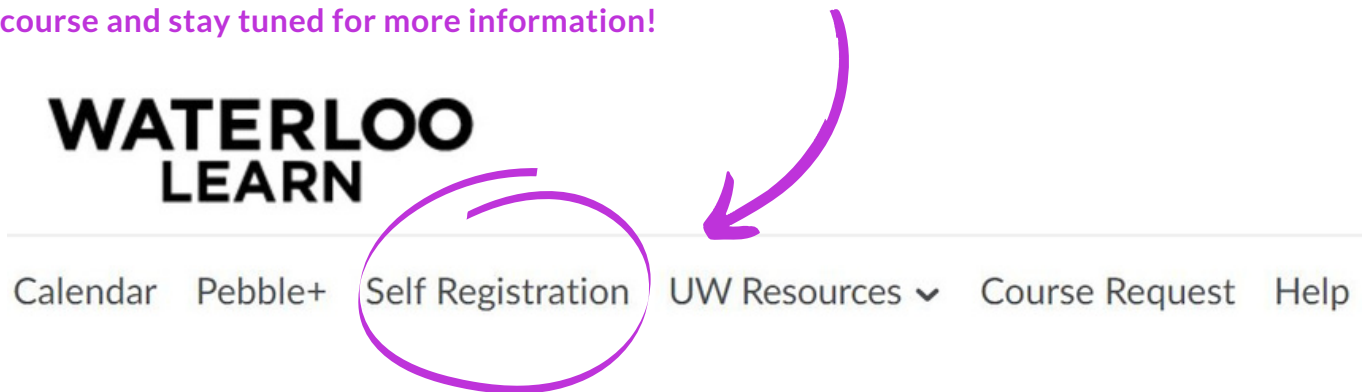 course and stay tuned for more information!
WATERLOO
LEARN
Calendar Pebble+ Self Registration UW Resources Course Request Help